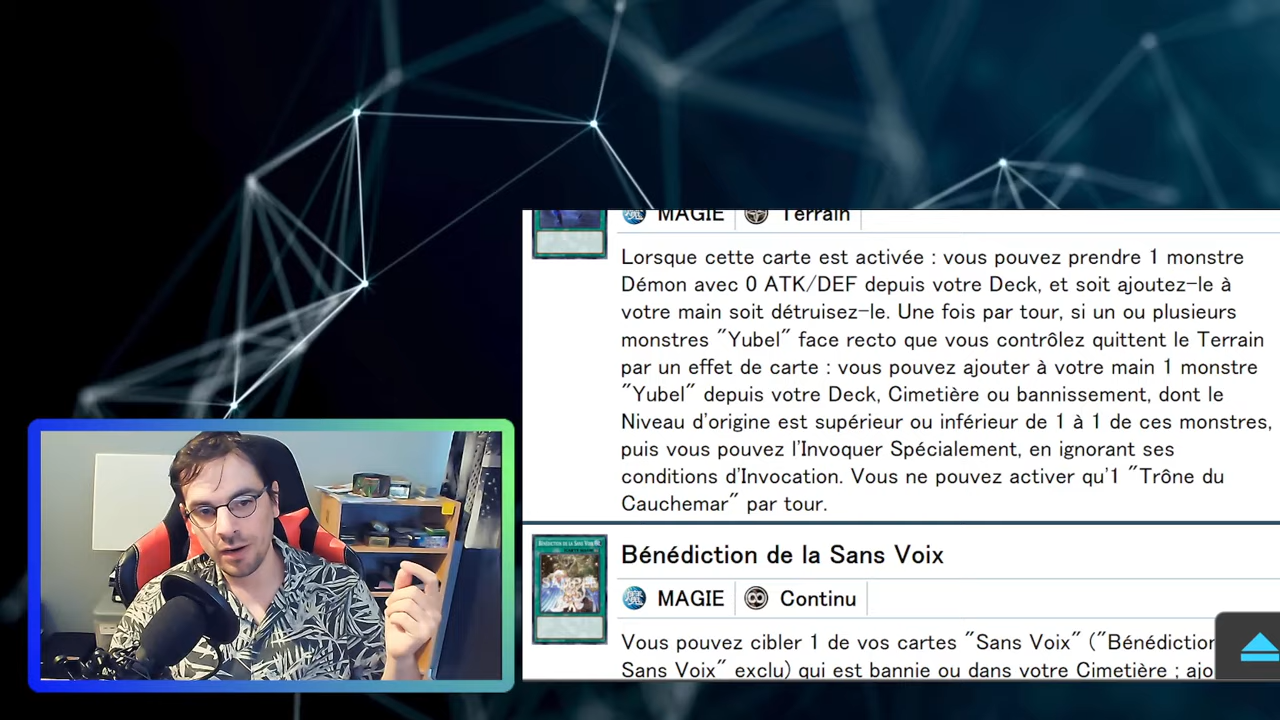 MAGIE Terrain
Lorsque cette carte est activée : vous pouvez prendre 1 monstre
Démon avec 0 ATK/DEF depuis votre Deck, et soit ajoutez-le à
votre main soit détruisez-le. Une fois par tour, si un ou plusieurs
monstres "Yubel" face recto que vous contrôlez quittent le Terrain
par un effet de carte : vous pouvez ajouter à votre main 1 monstre
"Yubel" depuis votre Deck, Cimetière ou bannissement, dont le
Niveau d'origine est supérieur ou inférieur de 1 à 1 de ces monstres,
puis vous pouvez l'Invoquer Spécialement, en ignorant ses
conditions d'Invocation. Vous ne pouvez activer qu'1 "Trône du
Cauchemar" par tour.
Bénédiction de la Sans Voix
MAGIE Continu
Vous pouvez cibler 1 de vos cartes "Sans Voix" ("Bénédiction
Sans Voix" exclu) qui est bannie ou dans votre Cimetière ; ajo